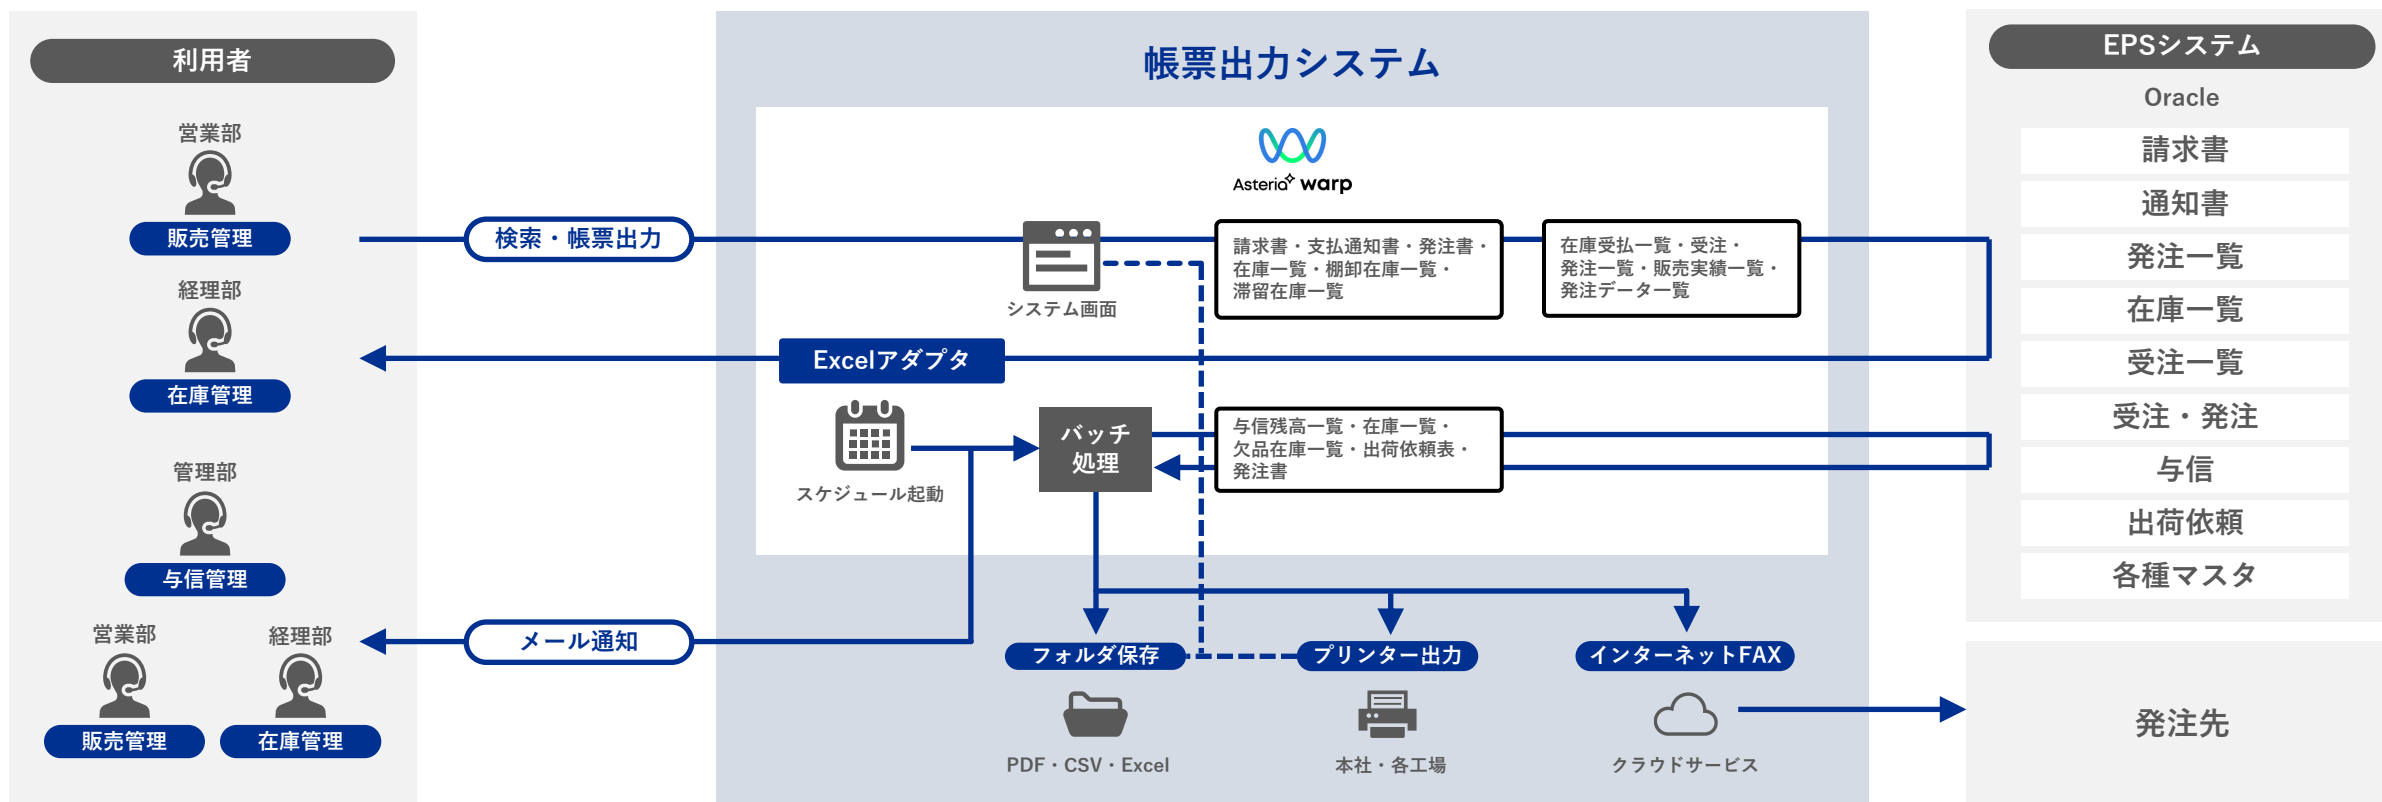 利用者
営業部
販売管理
経理部
在庫管理
管理部
与信管理
営業部
販売管理
経理部
在庫管理
検索・帳票出力
メール通知
帳票出力システム
Asteria warp
システム画面
請求書・支払通知書・発注書・
在庫一覧・棚卸在庫一覧・
滞留在庫一覧
在庫受払一覧・受注・
発注一覧・販売実績一覧・
発注データ一覧
Excelアダプタ
スケジュール起動
バッチ
処理
与信残高一覧・在庫一覧・
欠品在庫一覧・出荷依頼表・
発注書
フォルダ保存
PDF・CSV・Excel
プリンター出力
本社・各工場
インターネットFAX
クラウドサービス
EPSシステム
Oracle
請求書
通知書
発注一覧
在庫一覧
受注一覧
受注・発注
与信
出荷依頼
各種マスタ
発注先